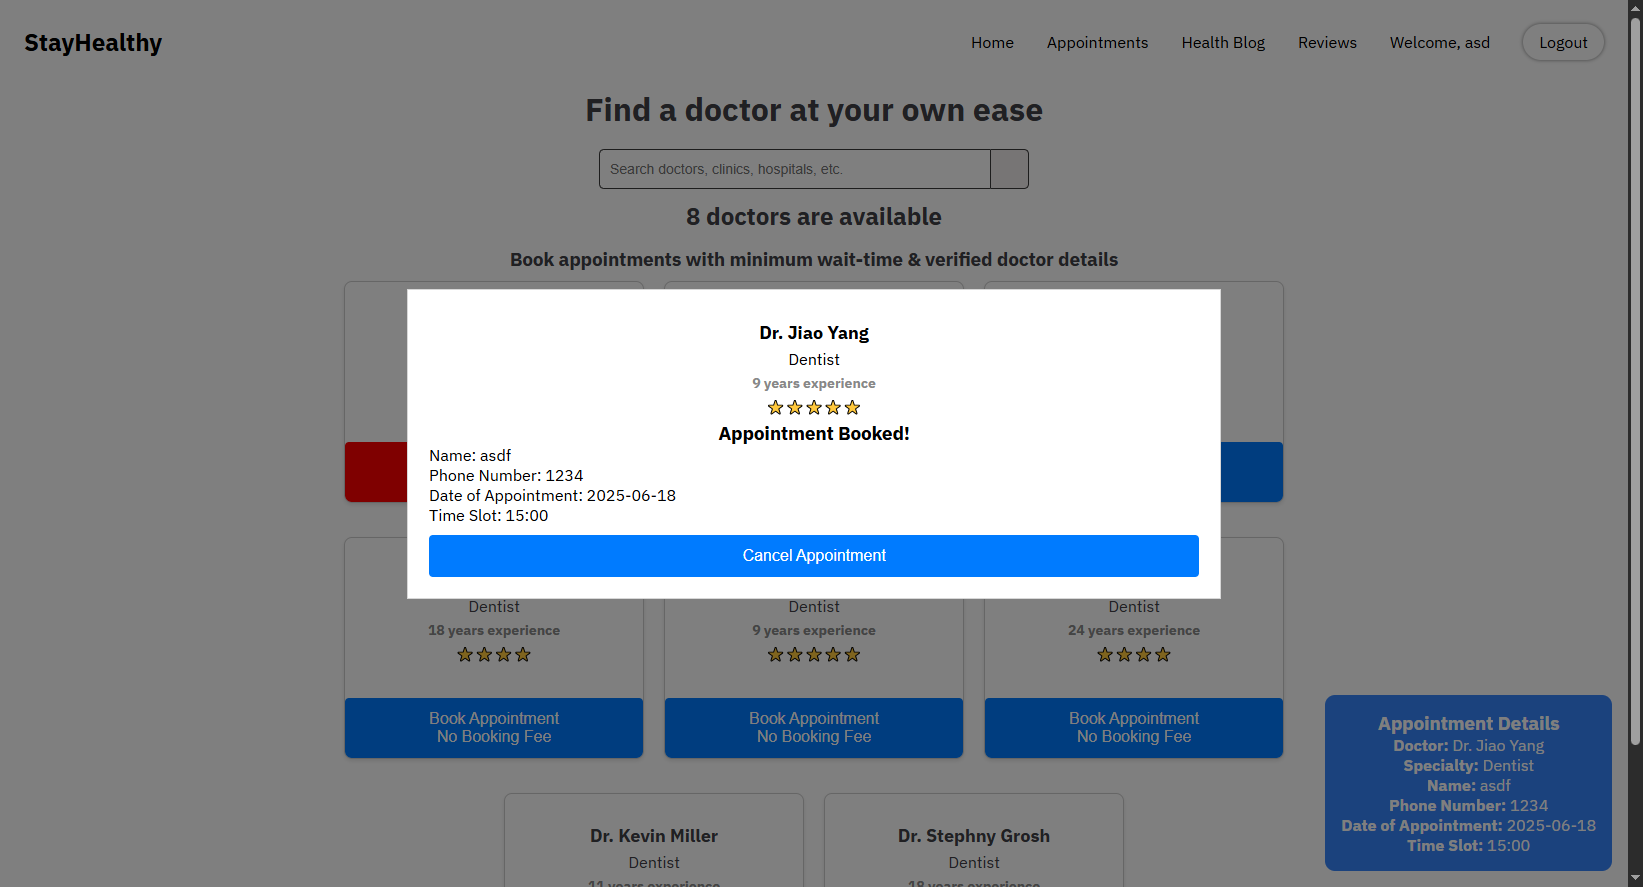 StayHealthy
Home Appointments Health Blog Reviews Welcome, asd Logout
Find a doctor at your own ease
Search doctors, clinics, hospitals, etc.
8 doctors are available
Book appointments with minimum wait-time & verified doctor details
Dr. Jiao Yang
Dentist
9 years experience
Appointment Booked!
Name: asdf
Phone Number: 1234
Date of Appointment: 2025-06-18
Time Slot: 15:00
Cancel Appointment
Dentist
18 years experience
Book Appointment
No Booking Fee
Dentist
9 years experience
Book Appointment
No Booking Fee
Dentist
24 years experience
Book Appointment
No Booking Fee
Dr. Kevin Miller
Dentist
11 years experience
Dr. Stephny Grosh
Dentist
18 years experience
Appointment Details
Doctor: Dr. Jiao Yang
Specialty: Dentist
Name: asdf
Phone Number: 1234
Date of Appointment: 2025-06-18
Time Slot: 15:00